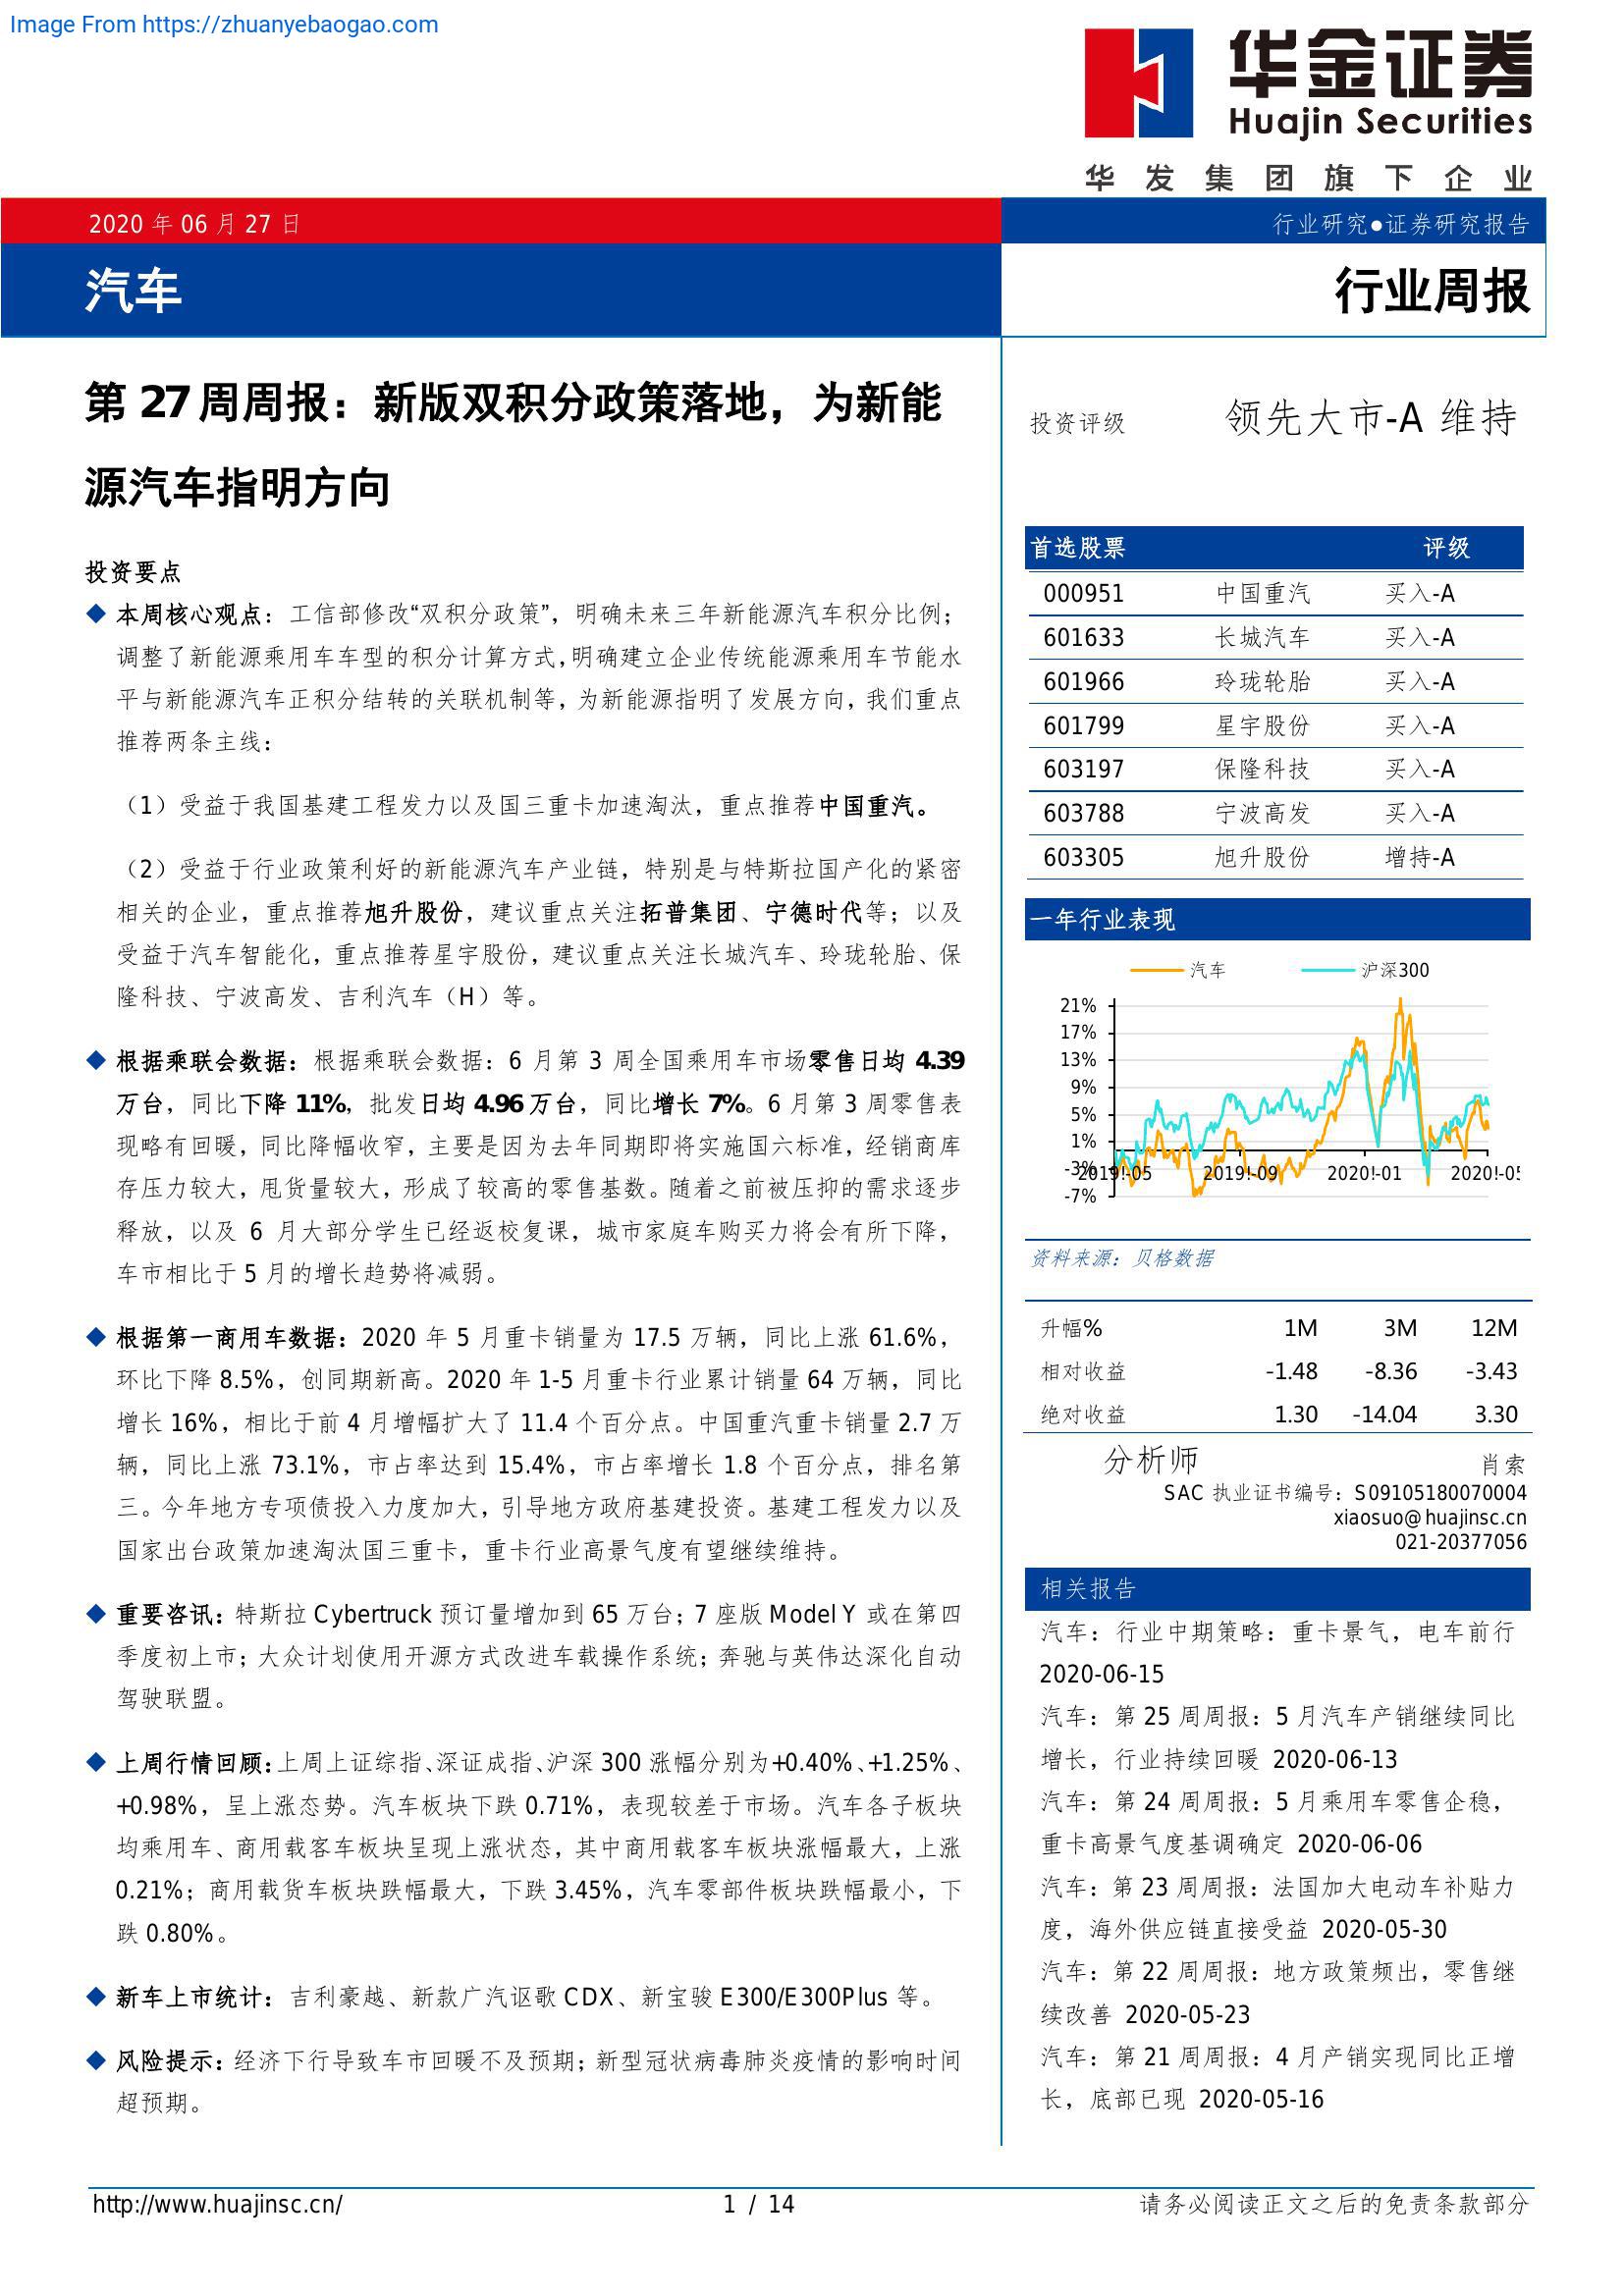 Image From https://zhuanyebaogao.com
华金证券
Huajin Securities
华发集团旗下企业
2020 年 06 月 27 日
行业研究●证券研究报告
汽车
行业周报
第 27 周周报：新版双积分政策落地，为新能
源汽车指明方向
投资要点
◆ 本周核心观点：工信部修改“双积分政策”，明确未来三年新能源汽车积分比例；
调整了新能源乘用车车型的积分计算方式，明确建立企业传统能源乘用车节能水
平与新能源汽车正积分结转的关联机制等，为新能源指明了发展方向，我们重点
推荐两条主线：
（1）受益于我国基建工程发力以及国三重卡加速淘汰，重点推荐中国重汽。
（2）受益于行业政策利好的新能源汽车产业链，特别是与特斯拉国产化的紧密
相关的企业，重点推荐旭升股份，建议重点关注拓普集团、宁德时代等；以及
受益于汽车智能化，重点推荐星宇股份，建议重点关注长城汽车、玲珑轮胎、保
隆科技、宁波高发、吉利汽车（H）等。
◆ 根据乘联会数据：根据乘联会数据：6 月第 3 周全国乘用车市场零售日均 4.39
万台，同比下降 11%，批发日均 4.96 万台，同比增长 7%。6 月第 3 周零售表
现略有回暖，同比降幅收窄，主要是因为去年同期即将实施国六标准，经销商库
存压力较大，甩货量较大，形成了较高的零售基数。随着之前被压抑的需求逐步
释放，以及 6 月大部分学生已经返校复课，城市家庭车购买力将会有所下降，
车市相比于 5 月的增长趋势将减弱。
◆ 根据第一商用车数据：2020 年 5 月重卡销量为 17.5 万辆，同比上涨 61.6%，
环比下降 8.5%，创同期新高。2020 年 1-5 月重卡行业累计销量 64 万辆，同比
增长 16%，相比于前 4 月增幅扩大了 11.4 个百分点。中国重汽重卡销量 2.7 万
辆，同比上涨 73.1%，市占率达到 15.4%，市占率增长 1.8 个百分点，排名第
三。今年地方专项债投入力度加大，引导地方政府基建投资。基建工程发力以及
国家出台政策加速淘汰国三重卡，重卡行业高景气度有望继续维持。
◆ 重要咨讯：特斯拉 Cybertruck 预订量增加到 65 万台；7 座版 Model Y 或在第四
季度初上市；大众计划使用开源方式改进车载操作系统；奔驰与英伟达深化自动
驾驶联盟。
◆ 上周行情回顾：上周上证综指、深证成指、沪深 300 涨幅分别为+0.40%、+1.25%、
+0.98%，呈上涨态势。汽车板块下跌 0.71%，表现较差于市场。汽车各子板块
均乘用车、商用载客车板块呈现上涨状态，其中商用载客车板块涨幅最大，上涨
0.21%；商用载货车板块跌幅最大，下跌 3.45%，汽车零部件板块跌幅最小，下
跌 0.80%。
◆ 新车上市统计：吉利豪越、新款广汽讴歌 CDX、新宝骏 E300/E300Plus 等。
◆ 风险提示：经济下行导致车市回暖不及预期；新型冠状病毒肺炎疫情的影响时间
超预期。
投资评级 领先大市-A 维持
首选股票 评级
000951 中国重汽 买入-A
601633 长城汽车 买入-A
601966 玲珑轮胎 买入-A
601799 星宇股份 买入-A
603197 保隆科技 买入-A
603788 宁波高发 买入-A
603305 旭升股份 增持-A
一年行业表现
汽车 沪深300
21%
17%
13%
9%
5%
1%
-3%
-7%
2019!-05 2019!-09 2020!-01 2020!-05
资料来源：贝格数据
升幅% 1M 3M 12M
相对收益 -1.48 -8.36 -3.43
绝对收益 1.30 -14.04 3.30
分析师 肖索
SAC 执业证书编号：S09105180070004
xiaosuo@huajinsc.cn
021-20377056
相关报告
汽车：行业中期策略：重卡景气，电车前行
2020-06-15
汽车：第 25 周周报：5 月汽车产销继续同比
增长，行业持续回暖 2020-06-13
汽车：第 24 周周报：5 月乘用车零售企稳，
重卡高景气度基调确定 2020-06-06
汽车：第 23 周周报：法国加大电动车补贴力
度，海外供应链直接受益 2020-05-30
汽车：第 22 周周报：地方政策频出，零售继
续改善 2020-05-23
汽车：第 21 周周报：4 月产销实现同比正增
长，底部已现 2020-05-16
http://www.huajinsc.cn/ 1 / 14 请务必阅读正文之后的免责条款部分